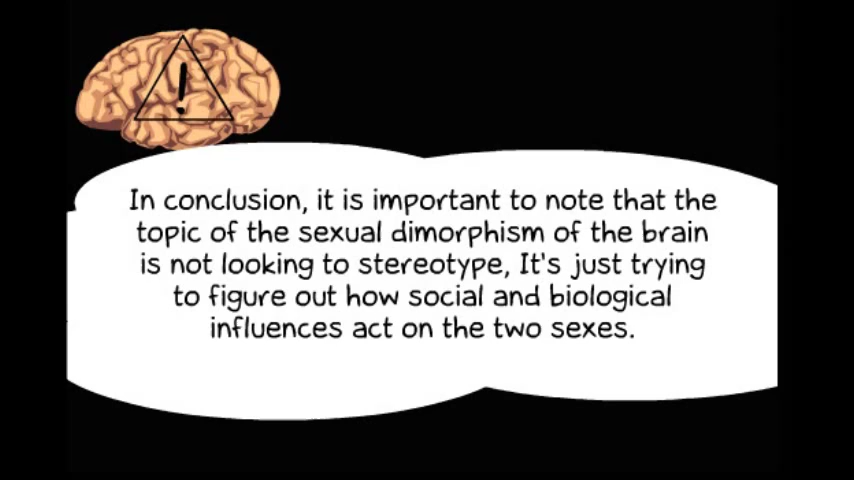 !
In conclusion, it is important to note that the
topic of the sexual dimorphism of the brain
is not looking to stereotype, It's just trying
to figure out how social and biological
influences act on the two sexes.